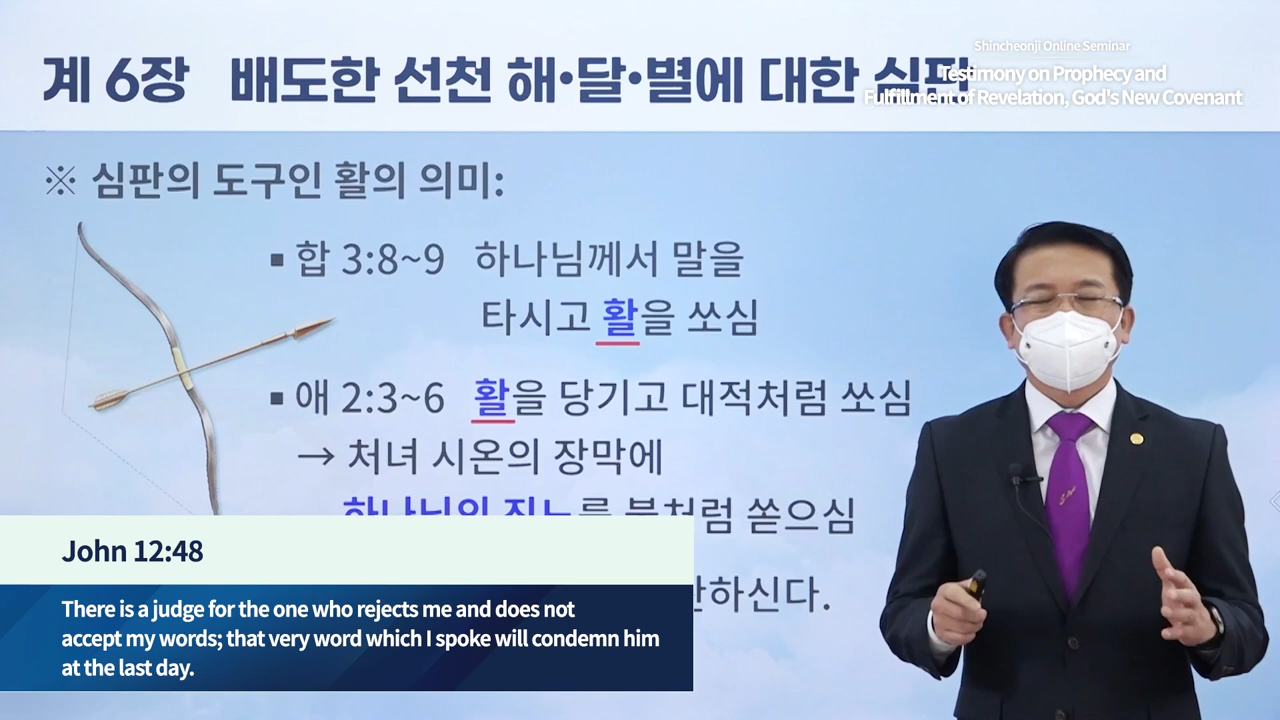 계 6장 배도한 선천 해·달·별에 대한 심판
Shincheonji Online Seminar
Testimony on Prophecy and
Fulfillment of Revelation, God's New Covenant
※ 심판의 도구인 활의 의미:
▪ 합 3:8~9 하나님께서 말을
타시고 활을 쏘심
▪ 애 2:3~6 활을 당기고 대적처럼 쏘심
→ 처녀 시온의 장막에
하나님의 진노를 불처럼 쏟으심
하신다.
John 12:48
There is a judge for the one who rejects me and does not
accept my words; that very word which I spoke will condemn him
at the last day.